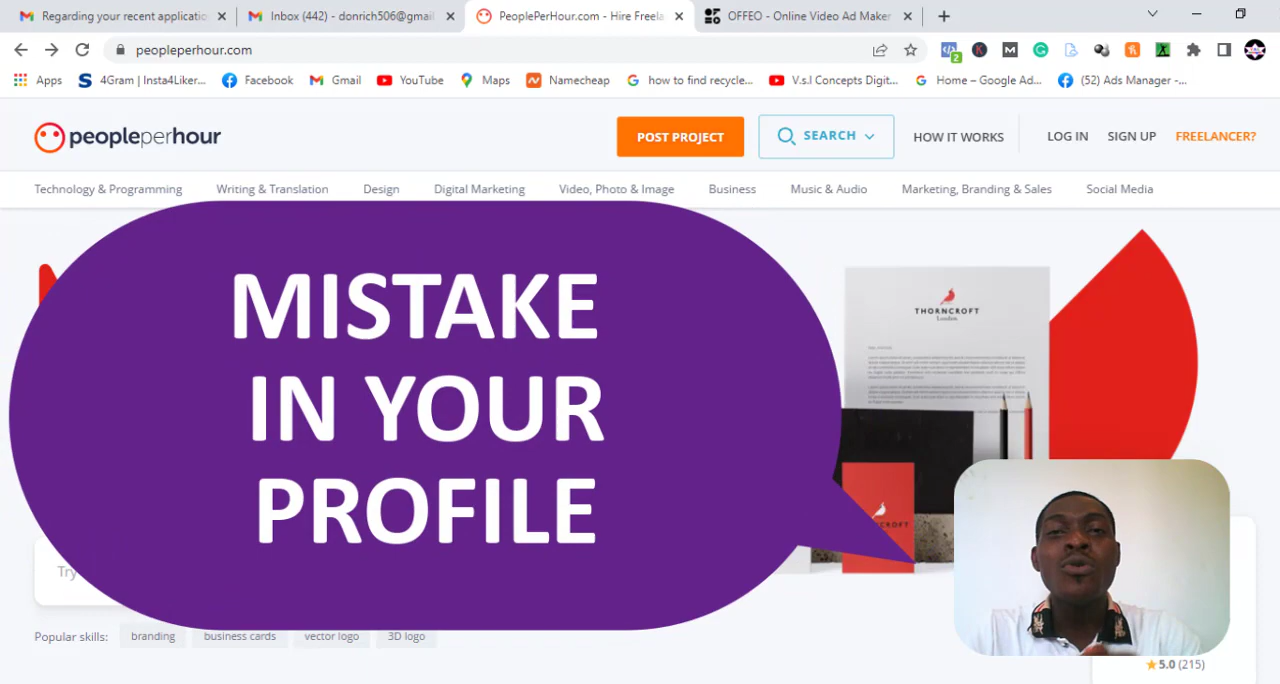 Regarding your recent applicatio
Inbox (442) - donrich506@gmail
PeoplePerHour.com - Hire Freela
OFFEO - Online Video Ad Maker
peopleperhour.com
2
Apps
4Gram | Insta4Liker...
Facebook
Gmail
YouTube
Maps
Namecheap
how to find recycle...
V.s.l Concepts Digit...
Home – Google Ad...
(52) Ads Manager -...
peopleperhour
POST PROJECT
SEARCH
HOW IT WORKS
LOG IN
SIGN UP
FREELANCER?
Technology & Programming
Writing & Translation
Design
Digital Marketing
Video, Photo & Image
Business
Music & Audio
Marketing, Branding & Sales
Social Media
MISTAKE
IN YOUR
PROFILE
THORNCROFT
London
Try
Popular skills:
branding
business cards
vector logo
3D logo
5.0 (215)